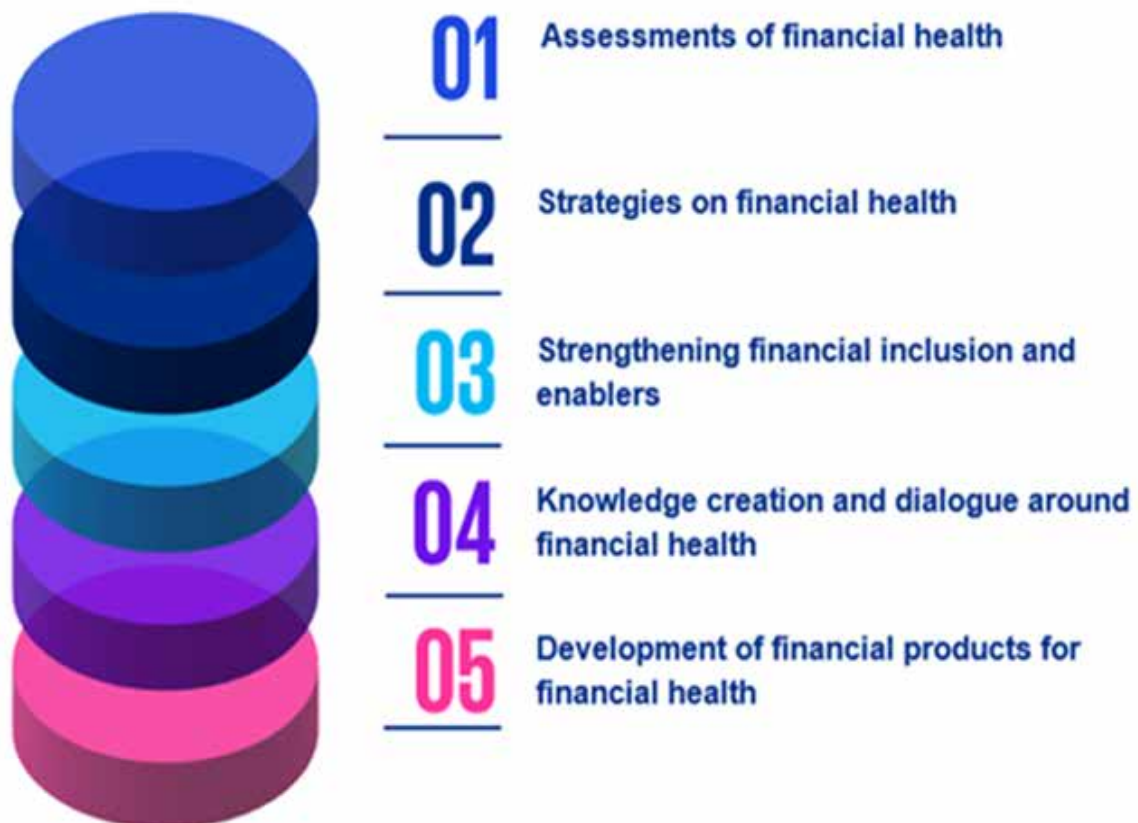 01
Assessments of financial health
02
Strategies on financial health
03
Strengthening financial inclusion and
enablers
04
Knowledge creation and dialogue around
financial health
05
Development of financial products for
financial health